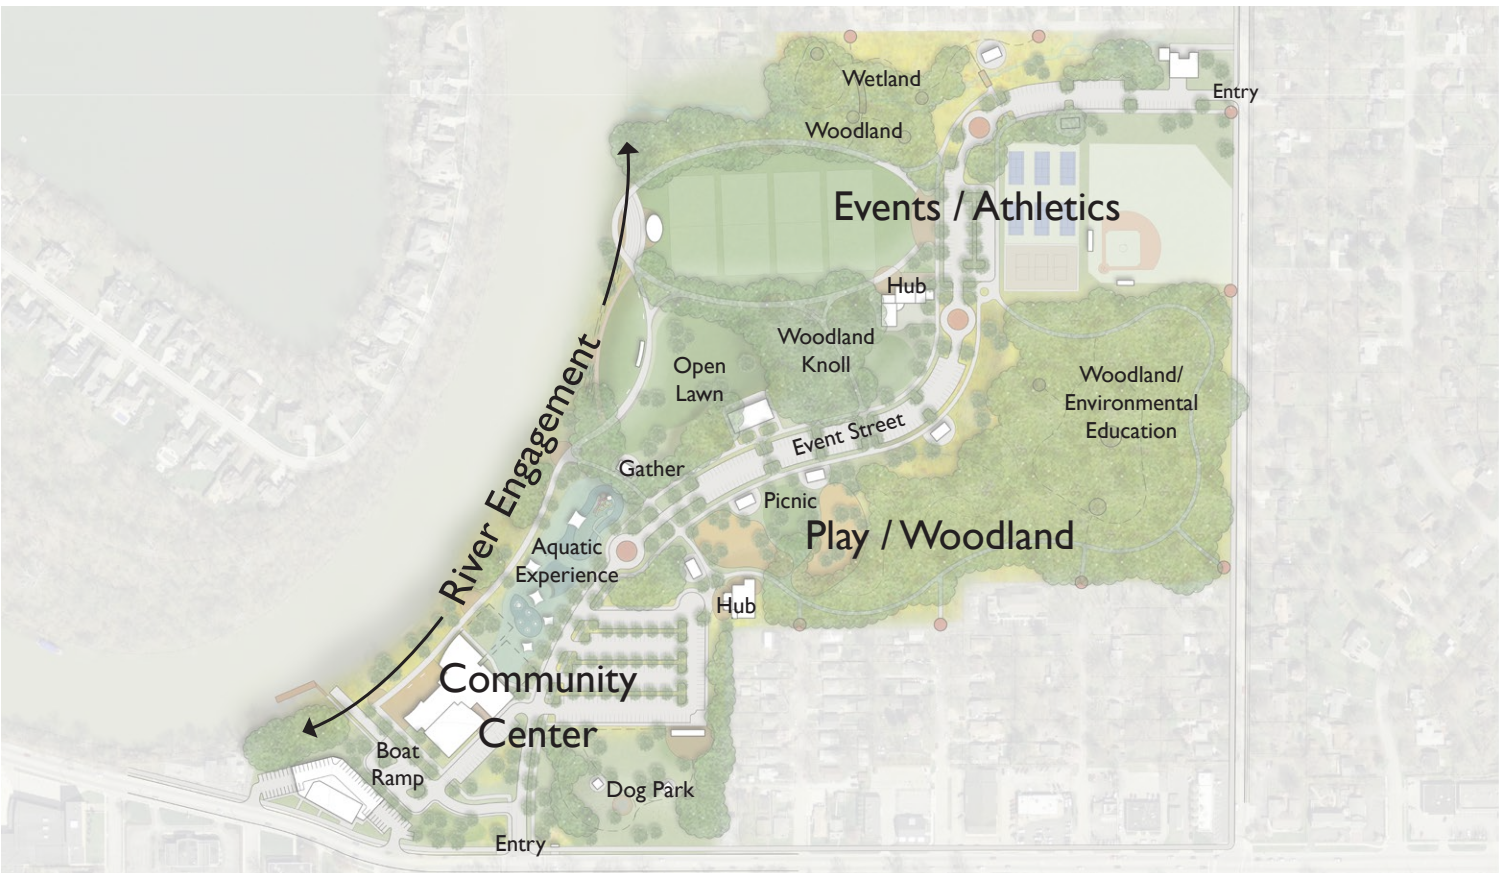 Wetland
Entry
Woodland
Events / Athletics
Hub
Woodland
Knoll
Open
Lawn
Woodland/
Environmental
Education
River Engagement
Event Street
Gather
Picnic
Play / Woodland
Aquatic
Experience
Hub
Community
Center
Boat
Ramp
Dog Park
Entry